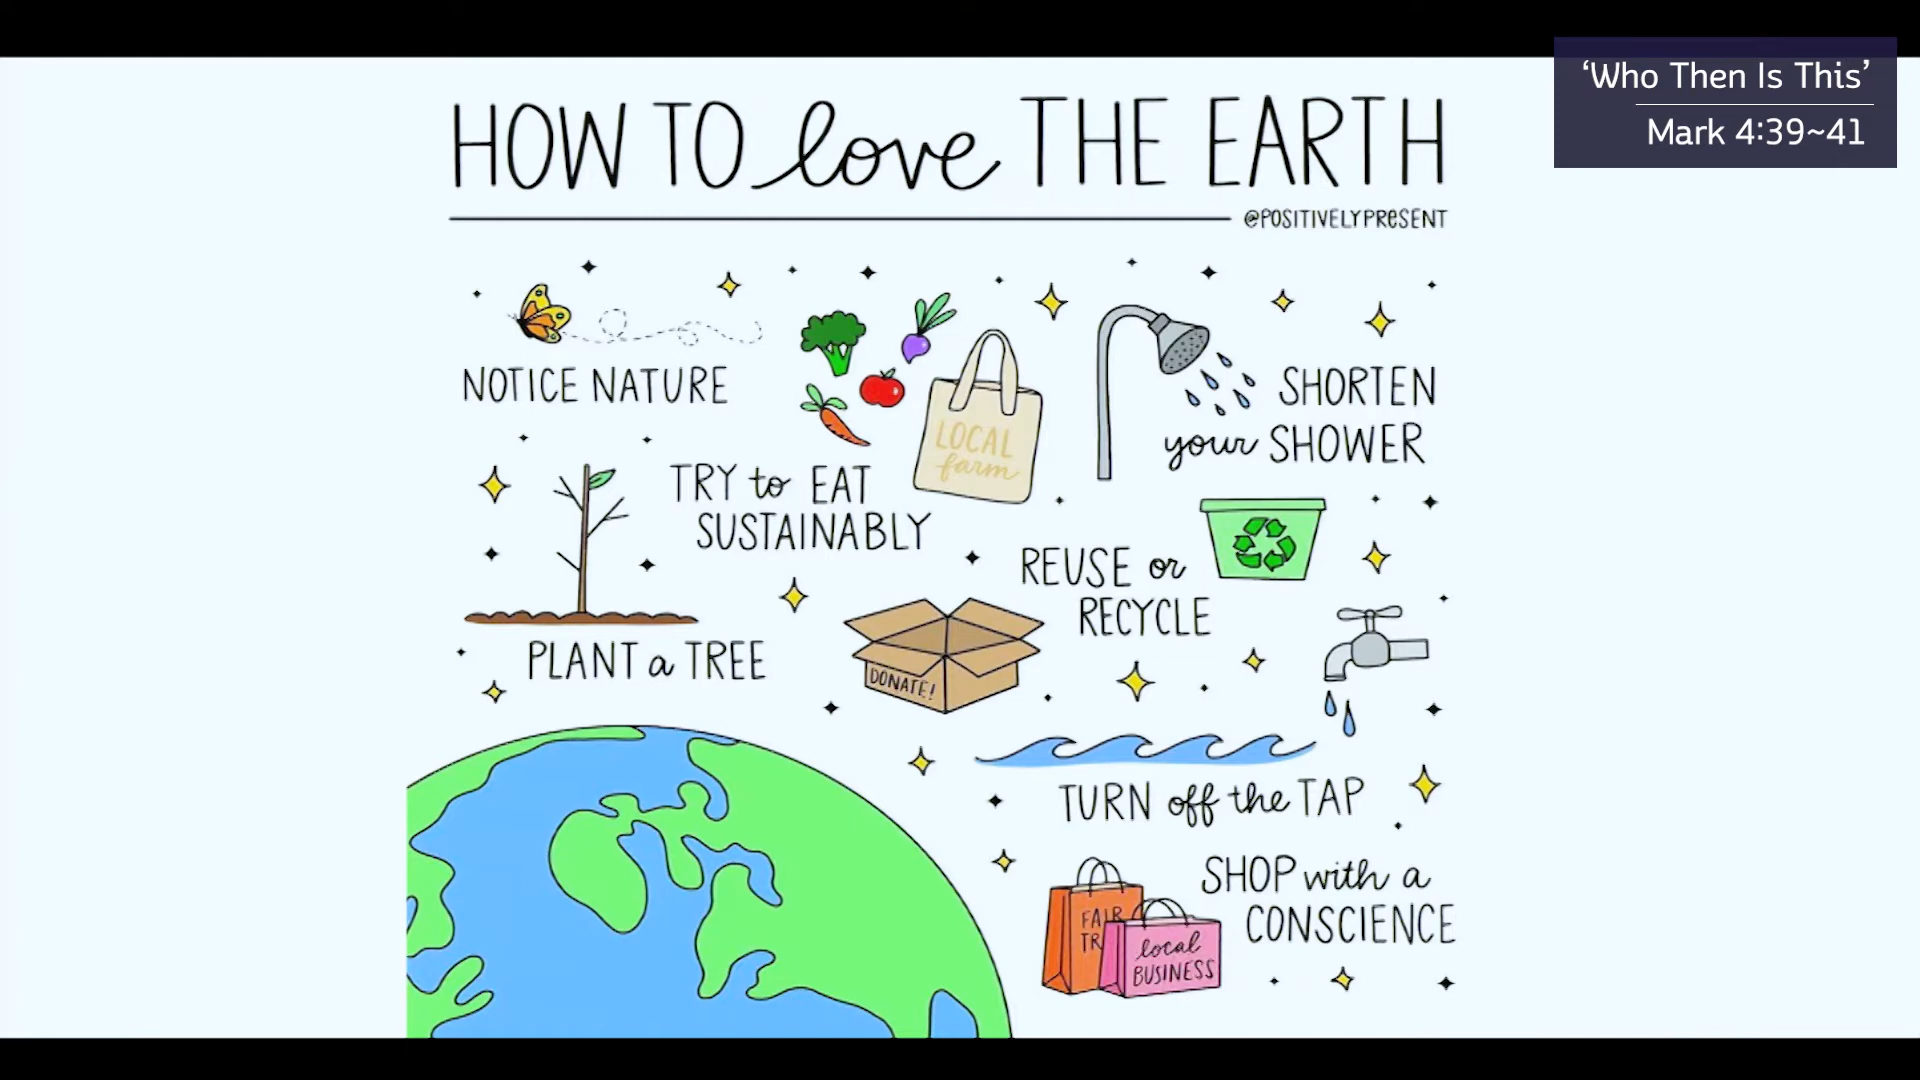 ‘Who Then Is This’
Mark 4:39~41
HOW TO love THE EARTH
@POSITIVELYPRESENT
NOTICE NATURE
LOCAL
farm
SHORTEN
your SHOWER
TRY to EAT
SUSTAINABLY
REUSE or
RECYCLE
PLANT a TREE
DONATE!
TURN off the TAP
SHOP with a
CONSCIENCE
FAIR
TR
local
BUSINESS